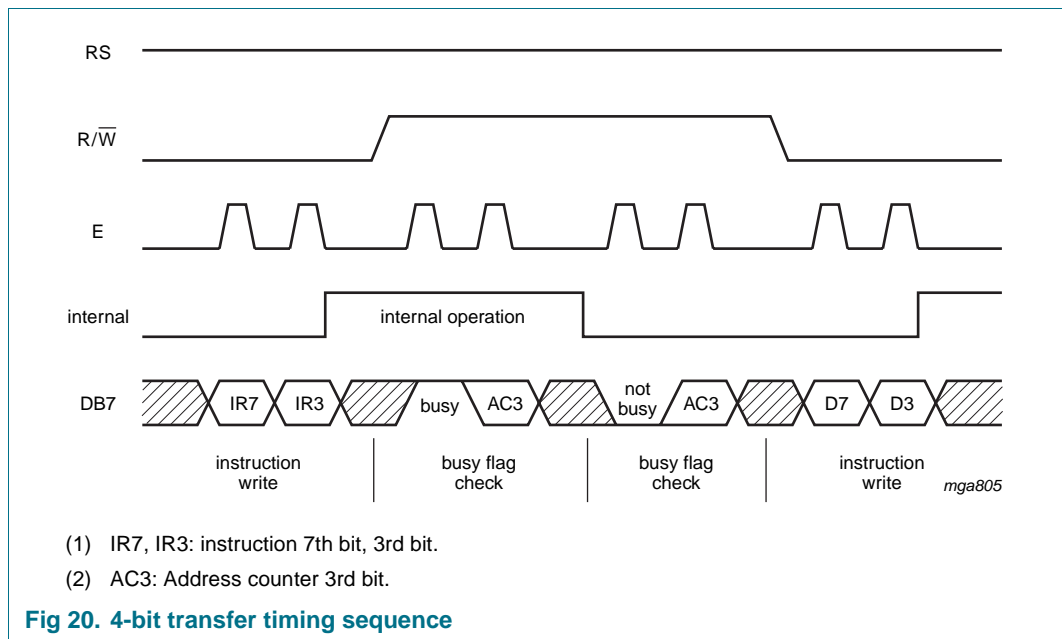 RS
R/W̅
E
internal
internal operation
DB7
IR7
IR3
busy
AC3
not
busy
AC3
D7
D3
instruction
write
busy flag
check
busy flag
check
instruction
write
mga805
(1) IR7, IR3: instruction 7th bit, 3rd bit.
(2) AC3: Address counter 3rd bit.
Fig 20. 4-bit transfer timing sequence